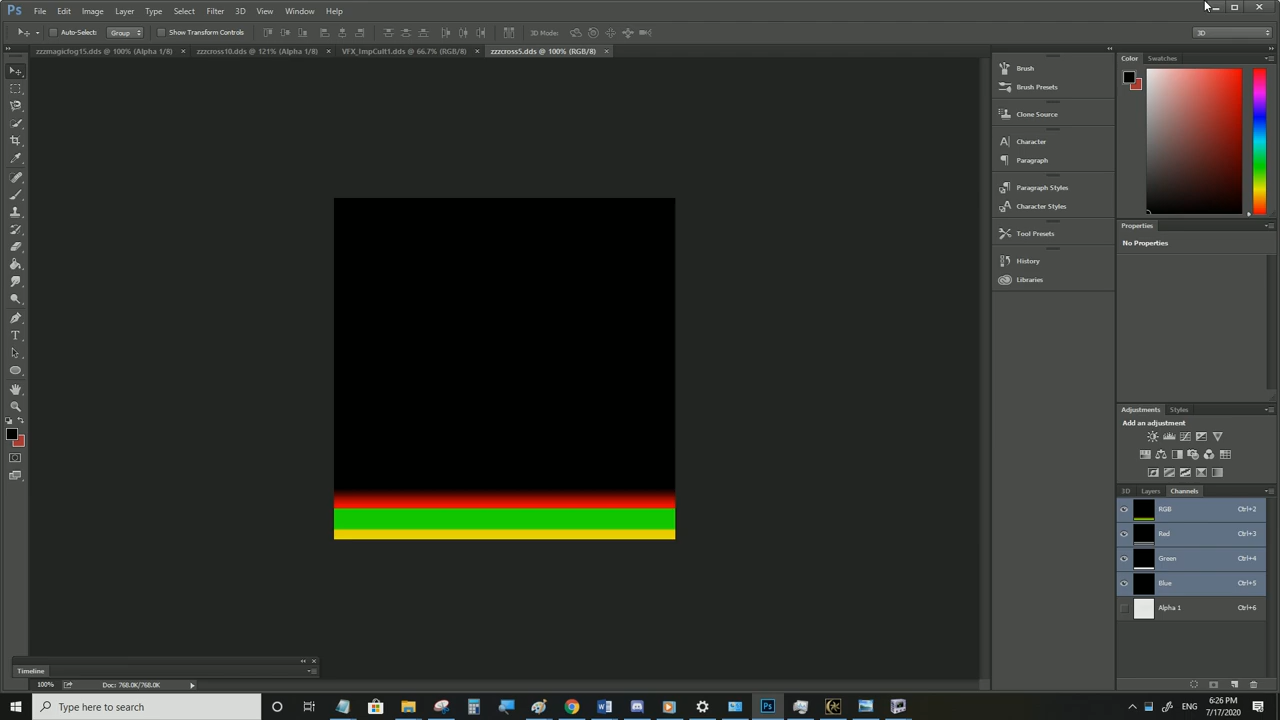 Ps File Edit Image Layer Type Select Filter 3D View Window Help
Auto-Select: Group Show Transform Controls 3D Mode: 3D
zzzmagicfog15.dds @ 100% (Alpha 1/8) × zzzcross10.dds @ 121% (Alpha 1/8) × VFX_ImpCult1.dds @ 66.7% (RGB/8) × zzzcross5.dds @ 100% (RGB/8) ×
Brush
Brush Presets
Clone Source
Character
Paragraph
Paragraph Styles
Character Styles
Tool Presets
History
Libraries
Color Swatches
Properties
No Properties
Adjustments Styles
Add an adjustment
3D Layers Channels
RGB Ctrl+2
Red Ctrl+3
Green Ctrl+4
Blue Ctrl+5
Alpha 1 Ctrl+6
Timeline
100% Doc: 768.0K/768.0K
Type here to search
ENG
6:26 PM
7/17/2020